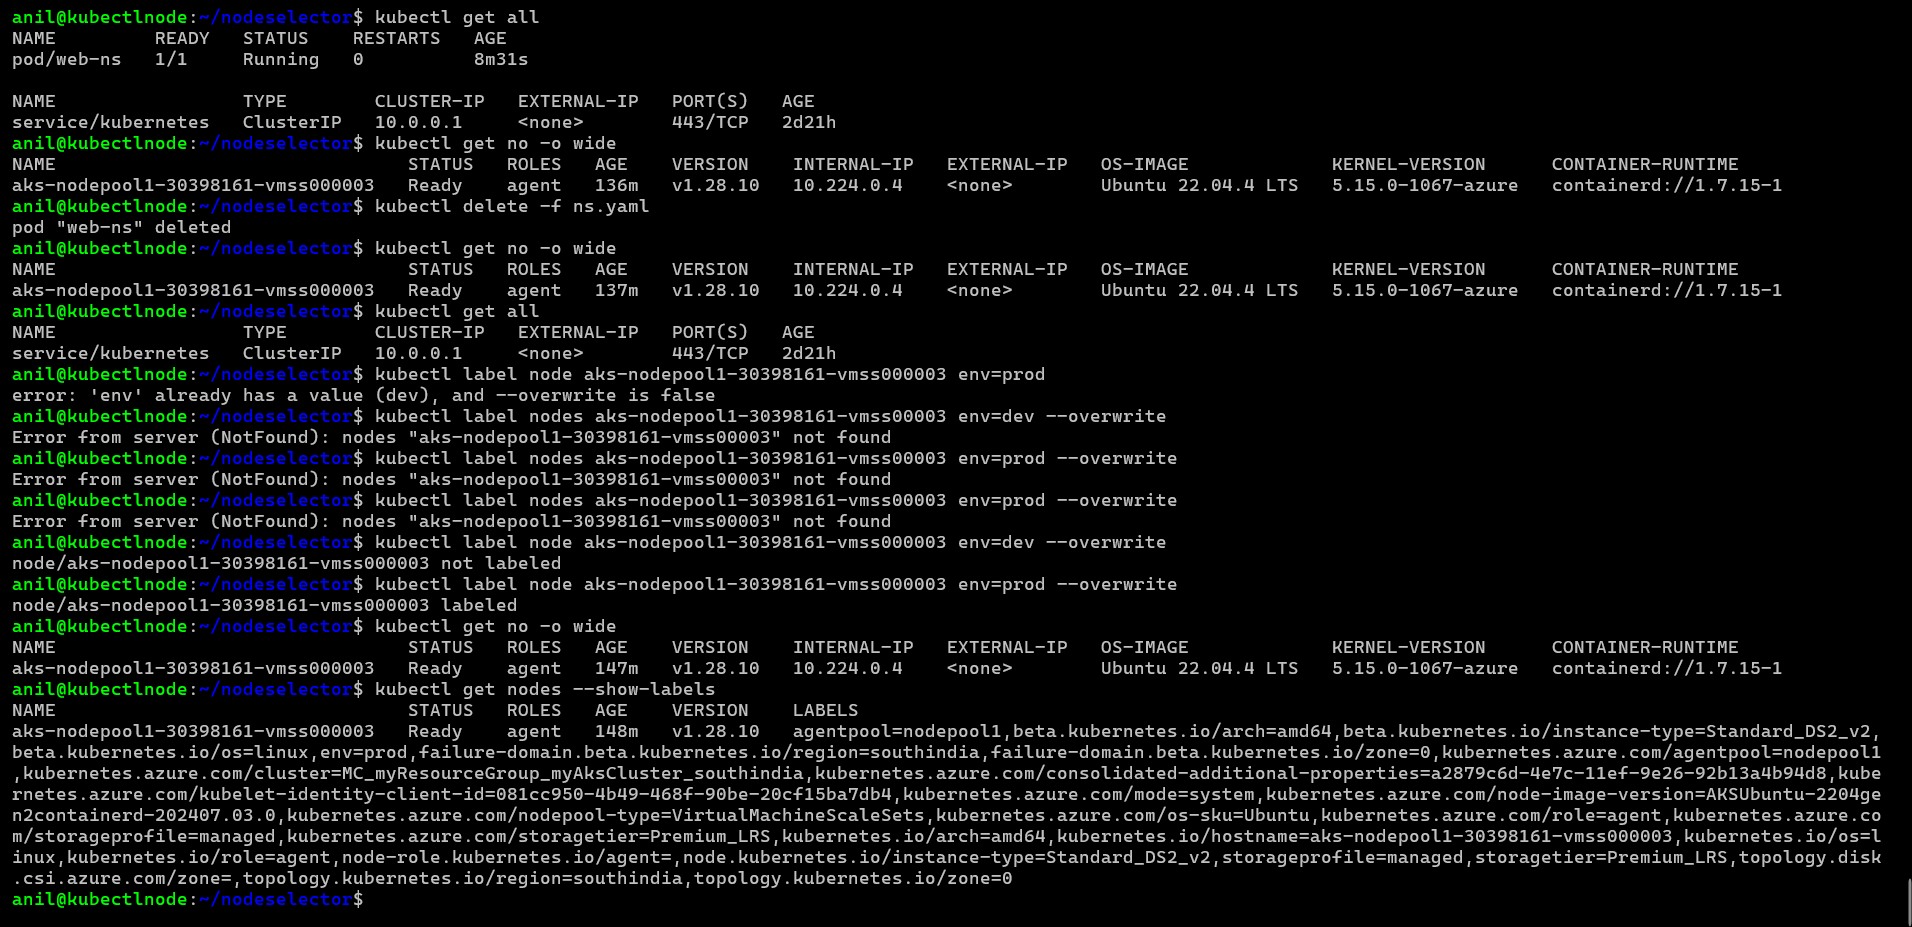 anil@kubectlnode:~/nodeselector$ kubectl get all
NAME         READY   STATUS    RESTARTS   AGE
pod/web-ns   1/1     Running   0          8m31s

NAME                 TYPE        CLUSTER-IP   EXTERNAL-IP   PORT(S)   AGE
service/kubernetes   ClusterIP   10.0.0.1     <none>        443/TCP   2d21h
anil@kubectlnode:~/nodeselector$ kubectl get no -o wide
NAME                                STATUS   ROLES   AGE    VERSION    INTERNAL-IP   EXTERNAL-IP   OS-IMAGE             KERNEL-VERSION      CONTAINER-RUNTIME
aks-nodepool1-30398161-vmss000003   Ready    agent   136m   v1.28.10   10.224.0.4    <none>        Ubuntu 22.04.4 LTS   5.15.0-1067-azure   containerd://1.7.15-1
anil@kubectlnode:~/nodeselector$ kubectl delete -f ns.yaml
pod "web-ns" deleted
anil@kubectlnode:~/nodeselector$ kubectl get no -o wide
NAME                                STATUS   ROLES   AGE    VERSION    INTERNAL-IP   EXTERNAL-IP   OS-IMAGE             KERNEL-VERSION      CONTAINER-RUNTIME
aks-nodepool1-30398161-vmss000003   Ready    agent   137m   v1.28.10   10.224.0.4    <none>        Ubuntu 22.04.4 LTS   5.15.0-1067-azure   containerd://1.7.15-1
anil@kubectlnode:~/nodeselector$ kubectl get all
NAME                 TYPE        CLUSTER-IP   EXTERNAL-IP   PORT(S)   AGE
service/kubernetes   ClusterIP   10.0.0.1     <none>        443/TCP   2d21h
anil@kubectlnode:~/nodeselector$ kubectl label node aks-nodepool1-30398161-vmss000003 env=prod
error: 'env' already has a value (dev), and --overwrite is false
anil@kubectlnode:~/nodeselector$ kubectl label nodes aks-nodepool1-30398161-vmss00003 env=dev --overwrite
Error from server (NotFound): nodes "aks-nodepool1-30398161-vmss00003" not found
anil@kubectlnode:~/nodeselector$ kubectl label nodes aks-nodepool1-30398161-vmss00003 env=prod --overwrite
Error from server (NotFound): nodes "aks-nodepool1-30398161-vmss00003" not found
anil@kubectlnode:~/nodeselector$ kubectl label nodes aks-nodepool1-30398161-vmss00003 env=prod --overwrite
Error from server (NotFound): nodes "aks-nodepool1-30398161-vmss00003" not found
anil@kubectlnode:~/nodeselector$ kubectl label node aks-nodepool1-30398161-vmss000003 env=dev --overwrite
node/aks-nodepool1-30398161-vmss000003 not labeled
anil@kubectlnode:~/nodeselector$ kubectl label node aks-nodepool1-30398161-vmss000003 env=prod --overwrite
node/aks-nodepool1-30398161-vmss000003 labeled
anil@kubectlnode:~/nodeselector$ kubectl get no -o wide
NAME                                STATUS   ROLES   AGE    VERSION    INTERNAL-IP   EXTERNAL-IP   OS-IMAGE             KERNEL-VERSION      CONTAINER-RUNTIME
aks-nodepool1-30398161-vmss000003   Ready    agent   147m   v1.28.10   10.224.0.4    <none>        Ubuntu 22.04.4 LTS   5.15.0-1067-azure   containerd://1.7.15-1
anil@kubectlnode:~/nodeselector$ kubectl get nodes --show-labels
NAME                                STATUS   ROLES   AGE    VERSION    LABELS
aks-nodepool1-30398161-vmss000003   Ready    agent   148m   v1.28.10   agentpool=nodepool1,beta.kubernetes.io/arch=amd64,beta.kubernetes.io/instance-type=Standard_DS2_v2,
beta.kubernetes.io/os=linux,env=prod,failure-domain.beta.kubernetes.io/region=southindia,failure-domain.beta.kubernetes.io/zone=0,kubernetes.azure.com/agentpool=nodepool1
,kubernetes.azure.com/cluster=MC_myResourceGroup_myAksCluster_southindia,kubernetes.azure.com/consolidated-additional-properties=a2879c6d-4e7c-11ef-9e26-92b13a4b94d8,kube
rnetes.azure.com/kubelet-identity-client-id=081cc950-4b49-468f-90be-20cf15ba7db4,kubernetes.azure.com/mode=system,kubernetes.azure.com/node-image-version=AKSUbuntu-2204ge
n2containerd-202407.03.0,kubernetes.azure.com/nodepool-type=VirtualMachineScaleSets,kubernetes.azure.com/os-sku=Ubuntu,kubernetes.azure.com/role=agent,kubernetes.azure.co
m/storageprofile=managed,kubernetes.azure.com/storagetier=Premium_LRS,kubernetes.io/arch=amd64,kubernetes.io/hostname=aks-nodepool1-30398161-vmss000003,kubernetes.io/os=l
inux,kubernetes.io/role=agent,node-role.kubernetes.io/agent=,node.kubernetes.io/instance-type=Standard_DS2_v2,storageprofile=managed,storagetier=Premium_LRS,topology.disk
.csi.azure.com/zone=,topology.kubernetes.io/region=southindia,topology.kubernetes.io/zone=0
anil@kubectlnode:~/nodeselector$